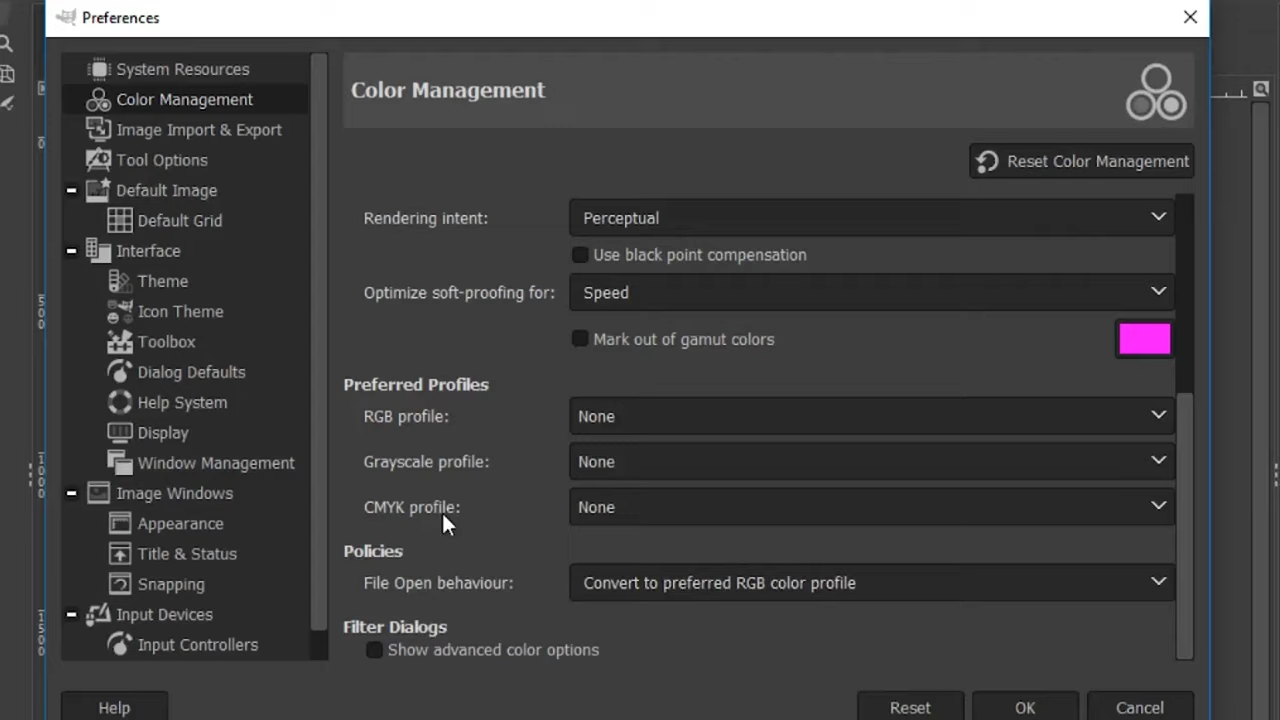 Preferences
System Resources
Color Management
Image Import & Export
Tool Options
Default Image
Default Grid
Interface
Theme
Icon Theme
Toolbox
Dialog Defaults
Help System
Display
Window Management
Image Windows
Appearance
Title & Status
Snapping
Input Devices
Input Controllers
Color Management
Reset Color Management
Rendering intent: Perceptual
Use black point compensation
Optimize soft-proofing for: Speed
Mark out of gamut colors
Preferred Profiles
RGB profile: None
Grayscale profile: None
CMYK profile: None
Policies
File Open behaviour: Convert to preferred RGB color profile
Filter Dialogs
Show advanced color options
Help Reset OK Cancel
0
500
1000
1500